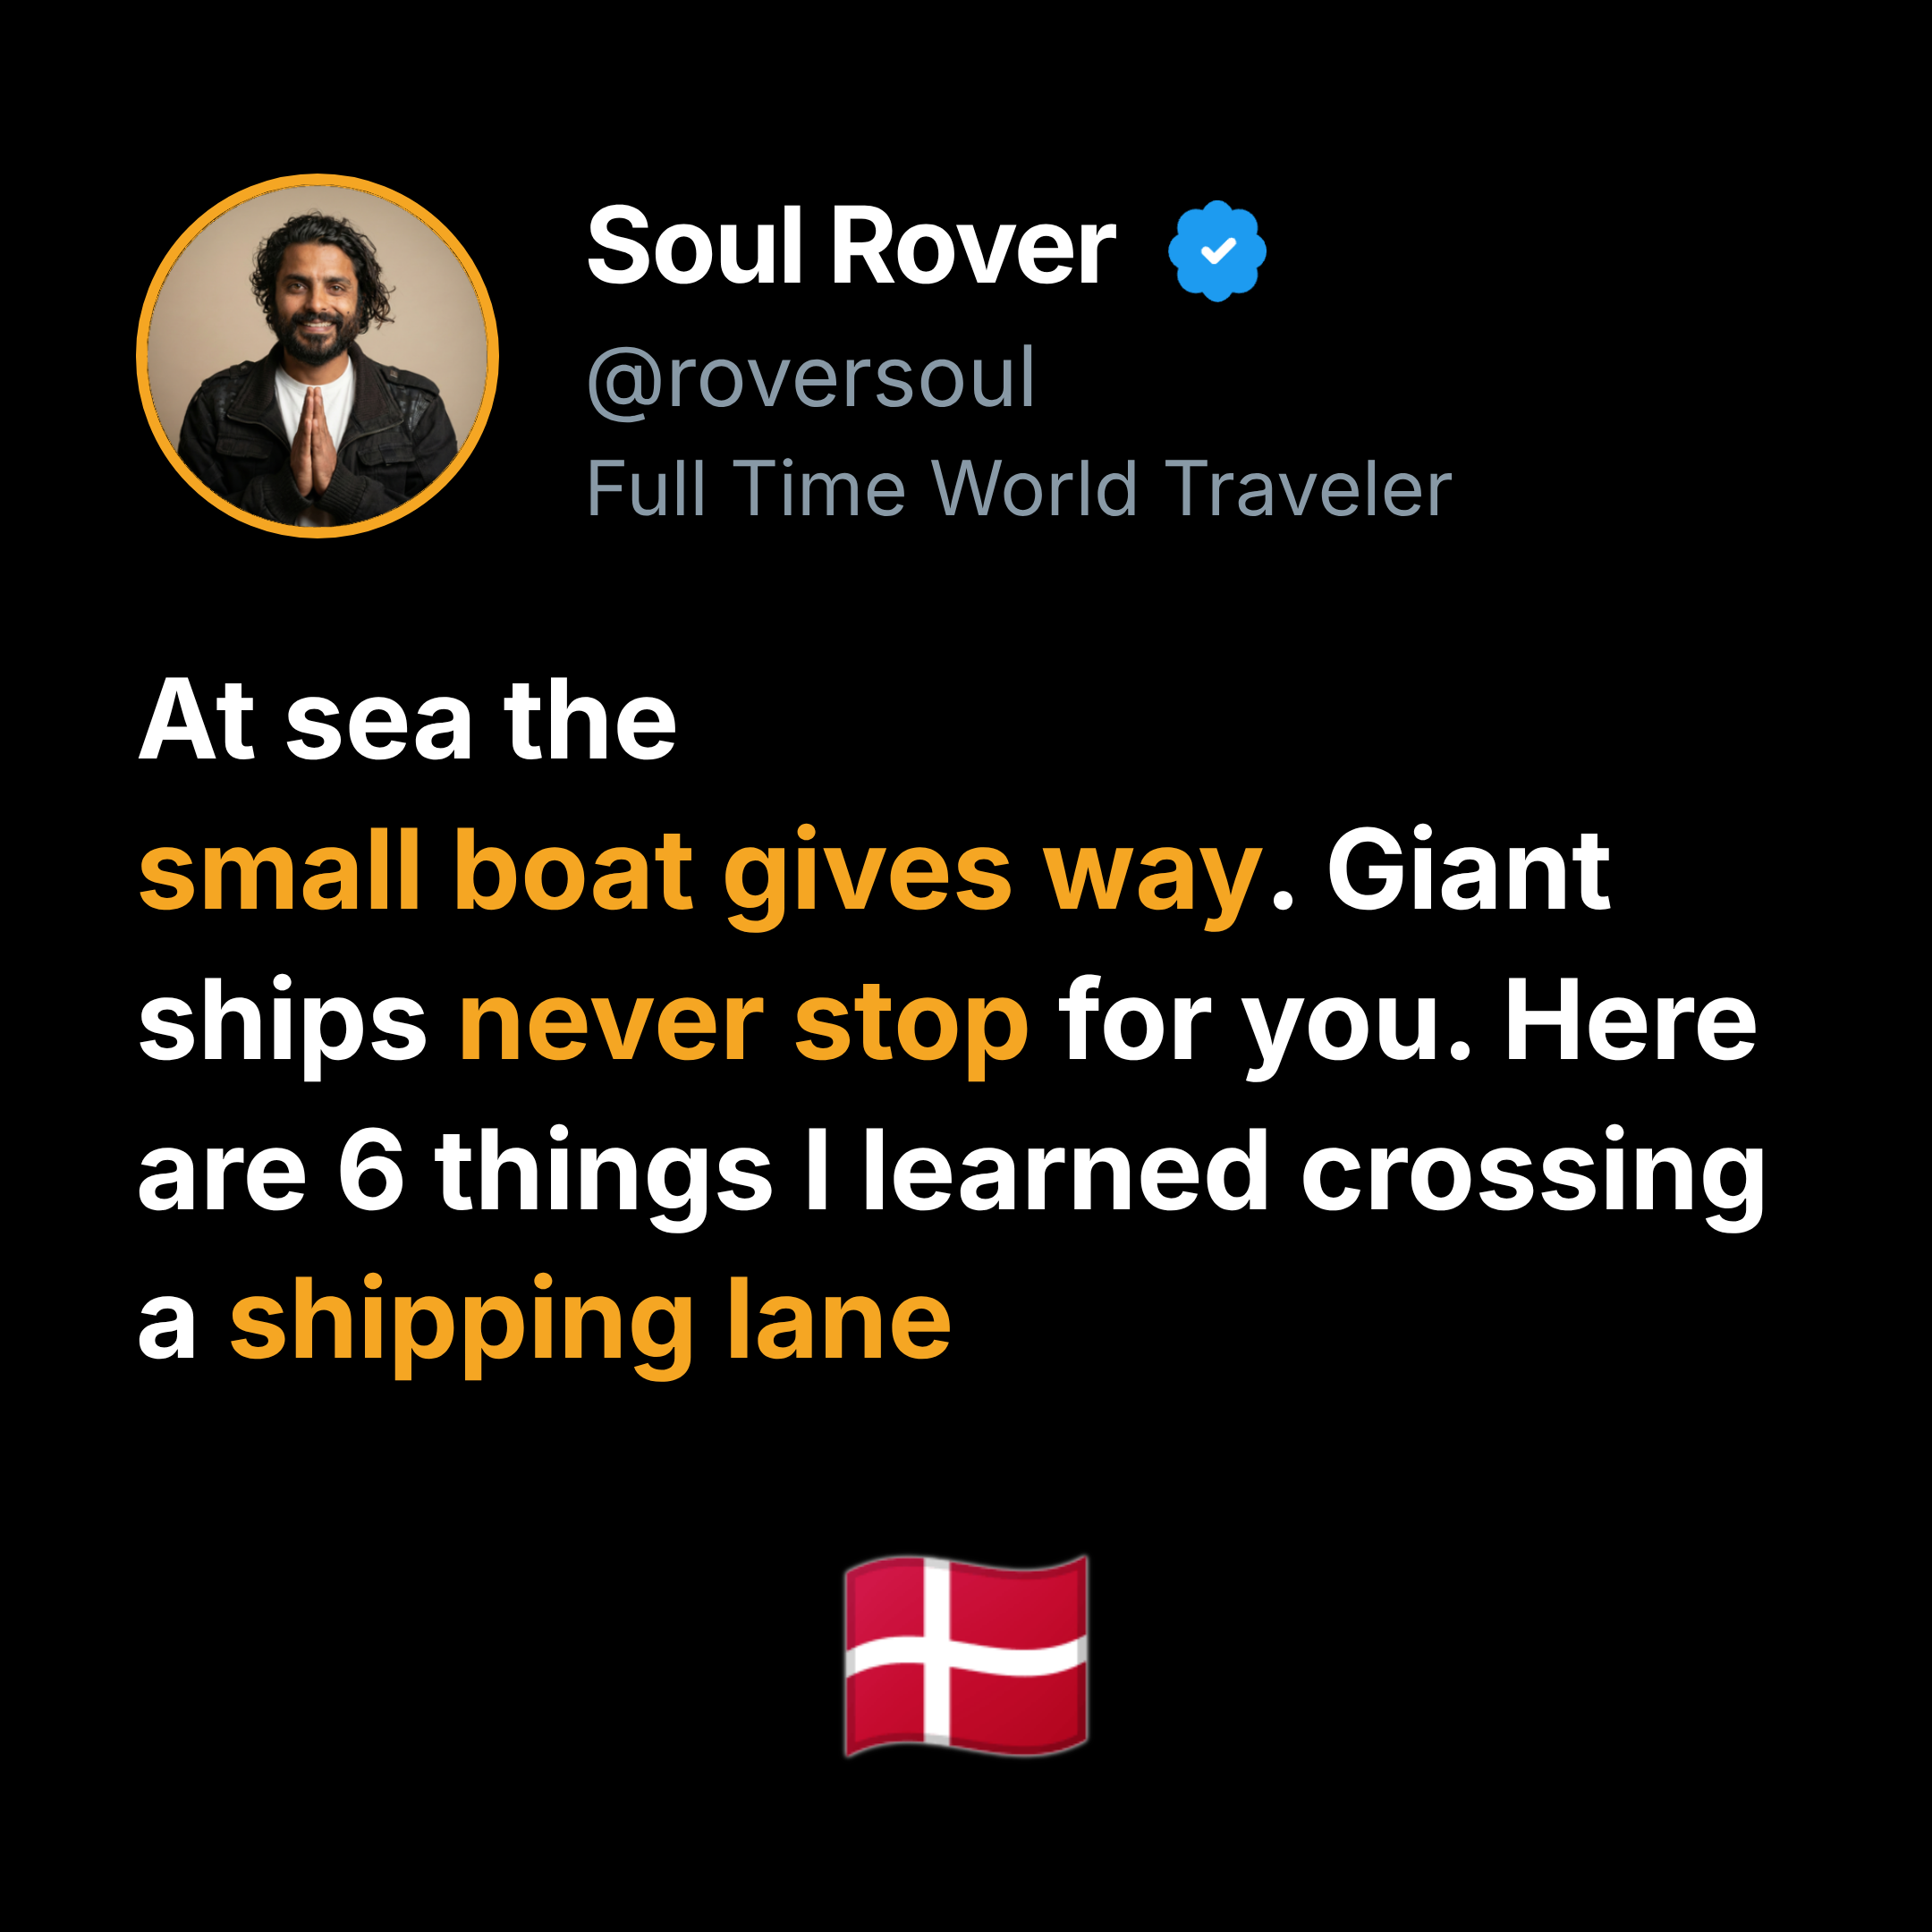 Soul Rover
@roversoul
Full Time World Traveler
At sea the
small boat gives way. Giant
ships never stop for you. Here
are 6 things I learned crossing
a shipping lane